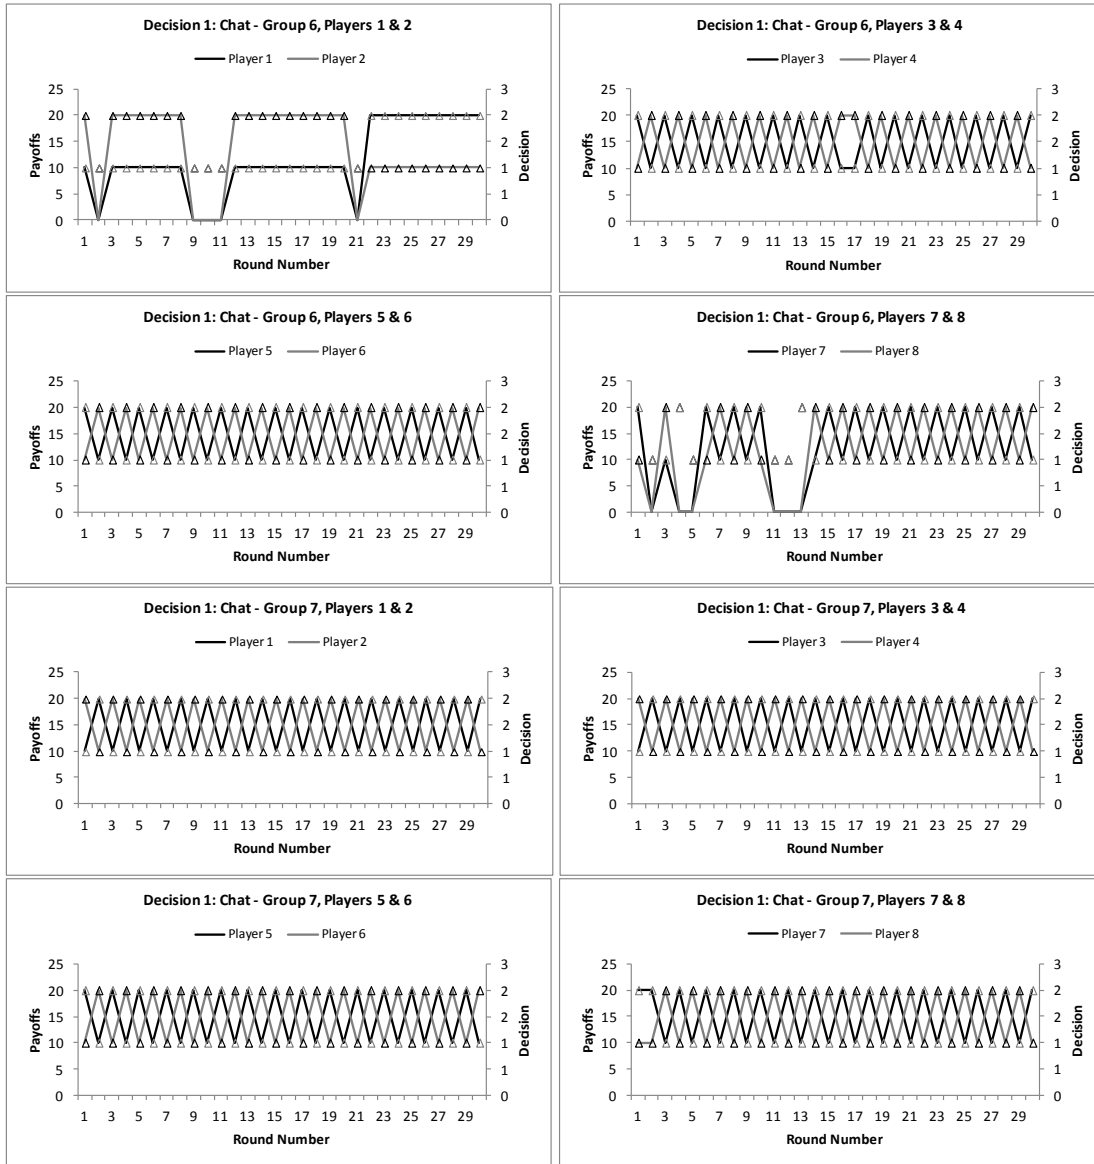 Decision 1: Chat - Group 6, Players 1 & 2
Player 1 Player 2
25 3
20 2
15 2
10 1
5 1
0 0
Payoffs
Decision
1 3 5 7 9 11 13 15 17 19 21 23 25 27 29
Round Number
Decision 1: Chat - Group 6, Players 3 & 4
Player 3 Player 4
25 3
20 2
15 2
10 1
5 1
0 0
Payoffs
Decision
1 3 5 7 9 11 13 15 17 19 21 23 25 27 29
Round Number
Decision 1: Chat - Group 6, Players 5 & 6
Player 5 Player 6
25 3
20 2
15 2
10 1
5 1
0 0
Payoffs
Decision
1 3 5 7 9 11 13 15 17 19 21 23 25 27 29
Round Number
Decision 1: Chat - Group 6, Players 7 & 8
Player 7 Player 8
25 3
20 2
15 2
10 1
5 1
0 0
Payoffs
Decision
1 3 5 7 9 11 13 15 17 19 21 23 25 27 29
Round Number
Decision 1: Chat - Group 7, Players 1 & 2
Player 1 Player 2
25 3
20 2
15 2
10 1
5 1
0 0
Payoffs
Decision
1 3 5 7 9 11 13 15 17 19 21 23 25 27 29
Round Number
Decision 1: Chat - Group 7, Players 3 & 4
Player 3 Player 4
25 3
20 2
15 2
10 1
5 1
0 0
Payoffs
Decision
1 3 5 7 9 11 13 15 17 19 21 23 25 27 29
Round Number
Decision 1: Chat - Group 7, Players 5 & 6
Player 5 Player 6
25 3
20 2
15 2
10 1
5 1
0 0
Payoffs
Decision
1 3 5 7 9 11 13 15 17 19 21 23 25 27 29
Round Number
Decision 1: Chat - Group 7, Players 7 & 8
Player 7 Player 8
25 3
20 2
15 2
10 1
5 1
0 0
Payoffs
Decision
1 3 5 7 9 11 13 15 17 19 21 23 25 27 29
Round Number